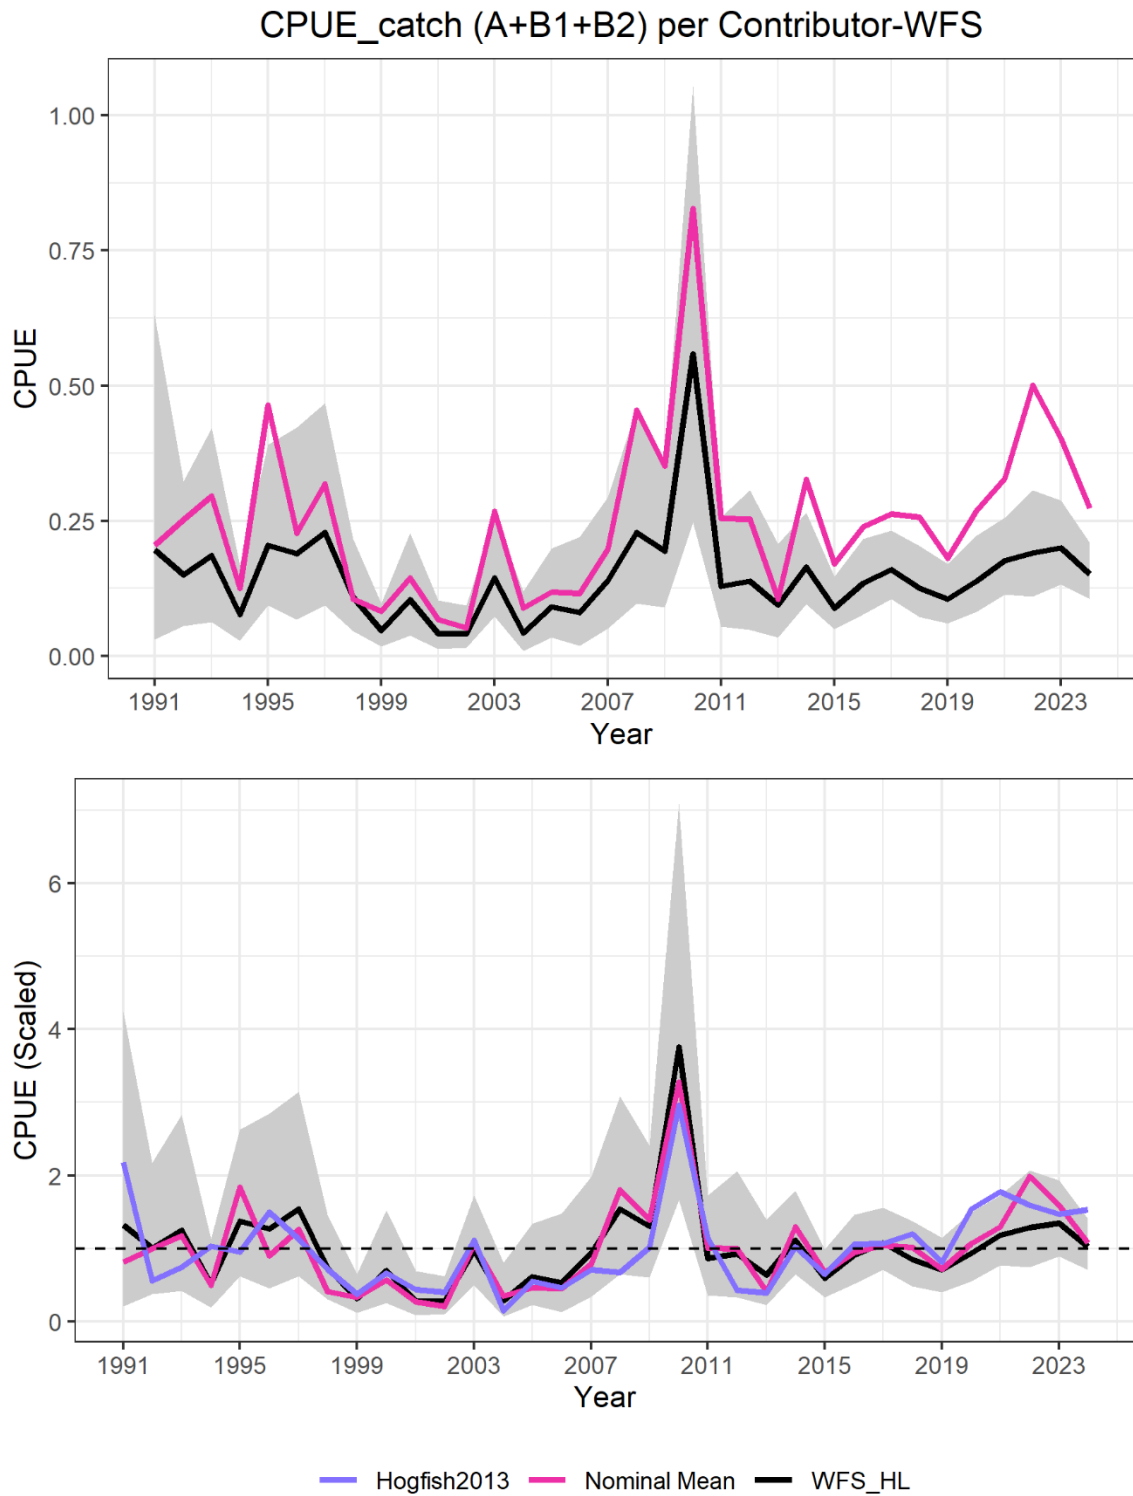 CPUE_catch (A+B1+B2) per Contributor-WFS
1.00
0.75
0.50
0.25
0.00
CPUE
1991 1995 1999 2003 2007 2011 2015 2019 2023
Year
6
4
2
0
CPUE (Scaled)
1991 1995 1999 2003 2007 2011 2015 2019 2023
Year
Hogfish2013 Nominal Mean WFS_HL